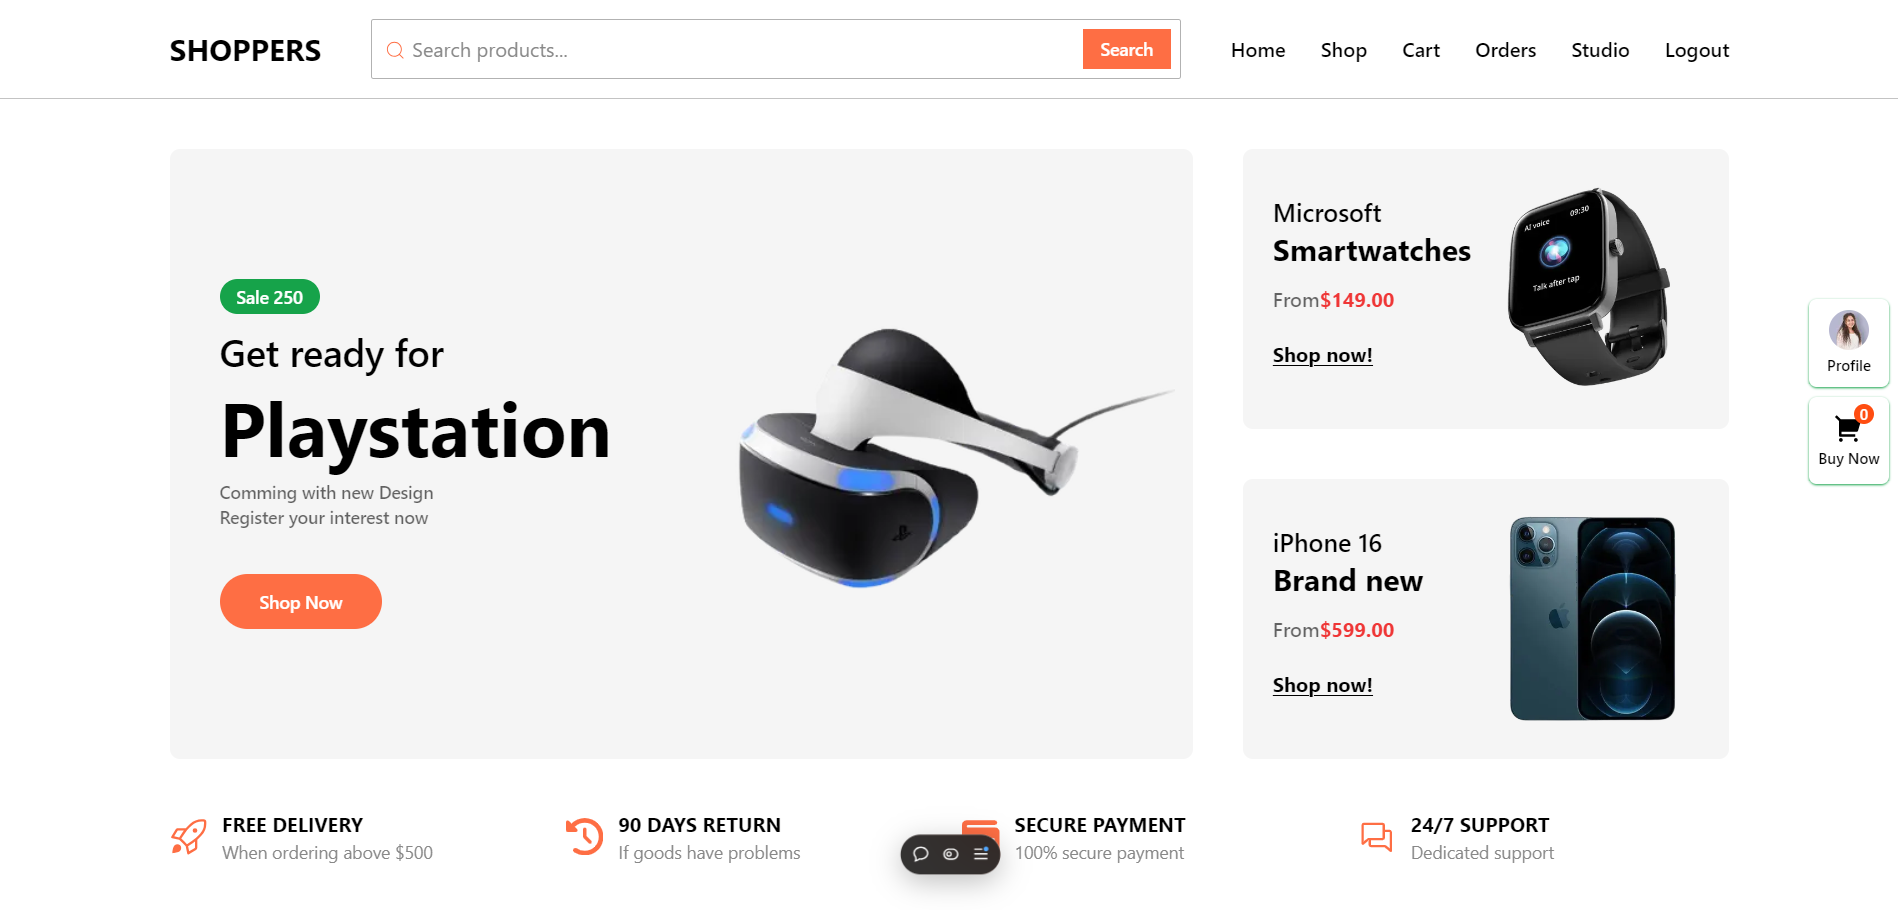 SHOPPERS
Search products...
Search
Home
Shop
Cart
Orders
Studio
Logout
Sale 250
Get ready for
Playstation
Comming with new Design
Register your interest now
Shop Now
Microsoft
Smartwatches
From$149.00
Shop now!
AI voice
09:30
Talk after tap
iPhone 16
Brand new
From$599.00
Shop now!
Profile
0
Buy Now
FREE DELIVERY
When ordering above $500
90 DAYS RETURN
If goods have problems
SECURE PAYMENT
100% secure payment
24/7 SUPPORT
Dedicated support